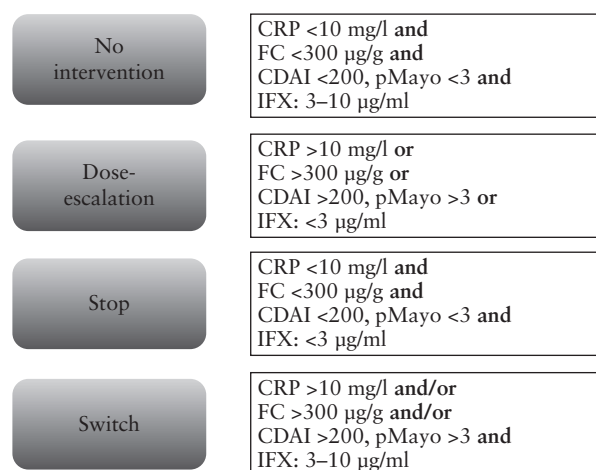 No
intervention
CRP <10 mg/l and
FC <300 µg/g and
CDAI <200, pMayo <3 and
IFX: 3–10 µg/ml
Dose-
escalation
CRP >10 mg/l or
FC >300 µg/g or
CDAI >200, pMayo >3 or
IFX: <3 µg/ml
Stop
CRP <10 mg/l and
FC <300 µg/g and
CDAI <200, pMayo <3 and
IFX: <3 µg/ml
Switch
CRP >10 mg/l and/or
FC >300 µg/g and/or
CDAI >200, pMayo >3 and
IFX: 3–10 µg/ml